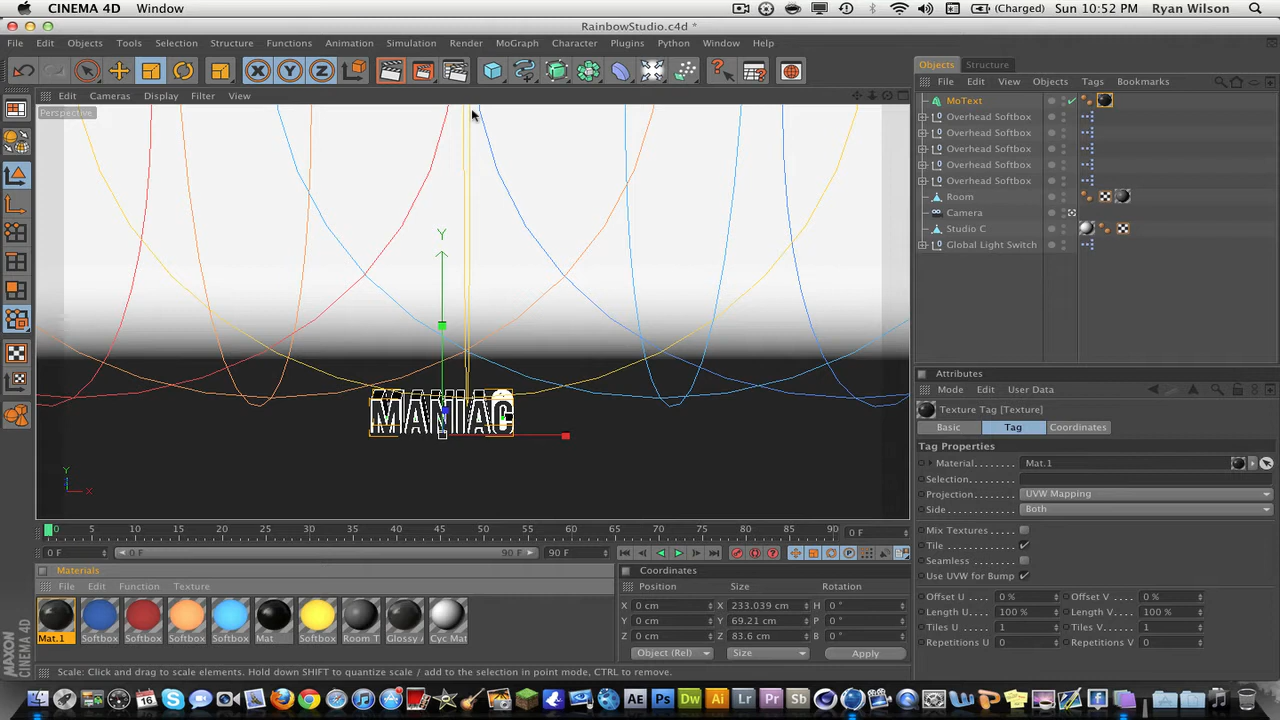 CINEMA 4D Window (Charged) Sun 10:52 PM Ryan Wilson
RainbowStudio.c4d *
File Edit Objects Tools Selection Structure Functions Animation Simulation Render MoGraph Character Plugins Python Window Help
X Y Z
Objects Structure
Edit Cameras Display Filter View
File Edit View Objects Tags Bookmarks
Perspective
MoText
Overhead Softbox
Overhead Softbox
Overhead Softbox
Overhead Softbox
Overhead Softbox
Room
Camera
Studio C
Global Light Switch
Y
MANIAC
Y
X
Attributes
Mode Edit User Data
Texture Tag [Texture]
Basic Tag Coordinates
Tag Properties
Material........ Mat.1
Selection........
Projection....... UVW Mapping
Side............. Both
Mix Textures......
Tile..............
Seamless..........
Use UVW for Bump
Offset U.... 0 % Offset V.... 0 %
Length U.... 100 % Length V.... 100 %
Tiles U..... 1 Tiles V..... 1
Repetitions U 0 Repetitions V 0
0 5 10 15 20 25 30 35 40 45 50 55 60 65 70 75 80 85 90 0 F
0 F 0 F 90 F 90 F
Materials
File Edit Function Texture
Mat.1 Softbox Softbox Softbox Softbox Mat Softbox Room T Glossy Cyc Mat
Coordinates
Position Size Rotation
X 0 cm X 233.039 cm H 0 °
Y 0 cm Y 69.21 cm P 0 °
Z 0 cm Z 83.6 cm B 0 °
Object (Rel) Size Apply
MAXON
CINEMA 4D
Scale: Click and drag to scale elements. Hold down SHIFT to quantize scale / add to the selection in point mode, CTRL to remove.
16 AE Ps Dw Ai Lr Pr Sb